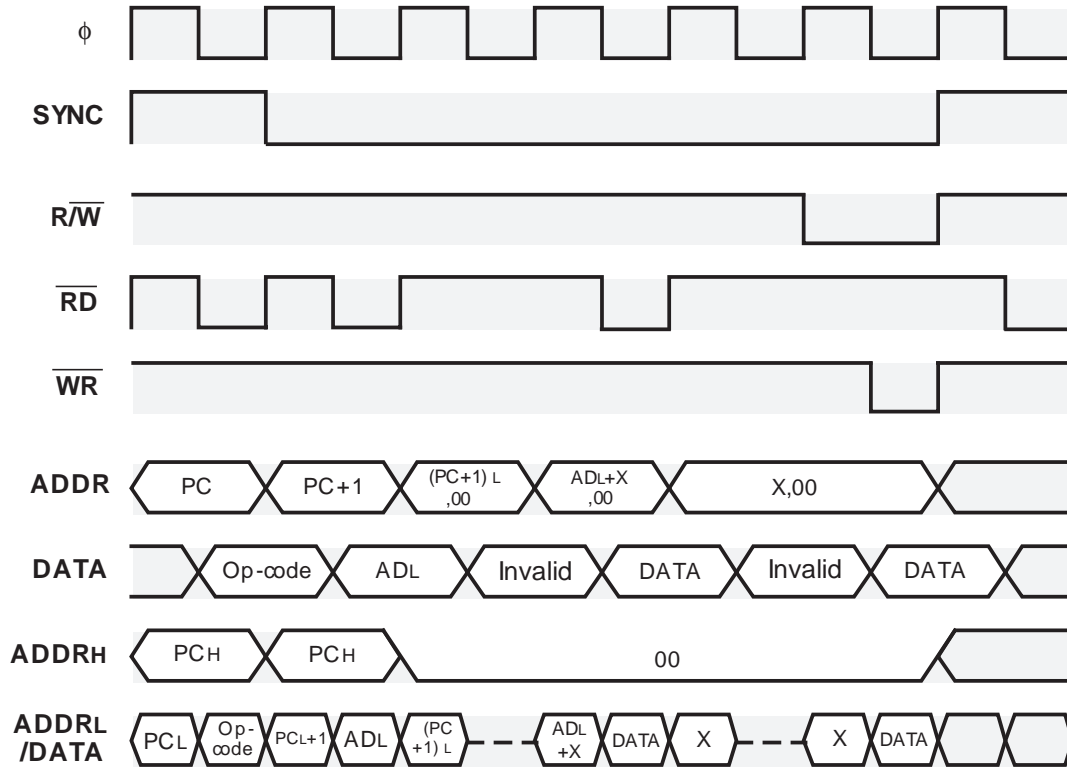 ϕ
SYNC
R/W
RD
WR
ADDR
PC
PC+1
(PC+1) L
,00
ADL+X
,00
X,00
DATA
Op-code
ADL
Invalid
DATA
Invalid
DATA
ADDRH
PCH
PCH
00
ADDRL
/DATA
PCL
Op-
code
PCL+1
ADL
(PC
+1) L
ADL
+X
DATA
X
X
DATA